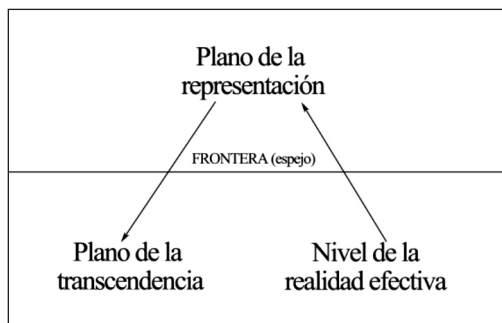 Plano de la
representación
FRONTERA (espejo)
Plano de la
transcendencia
Nivel de la
realidad efectiva